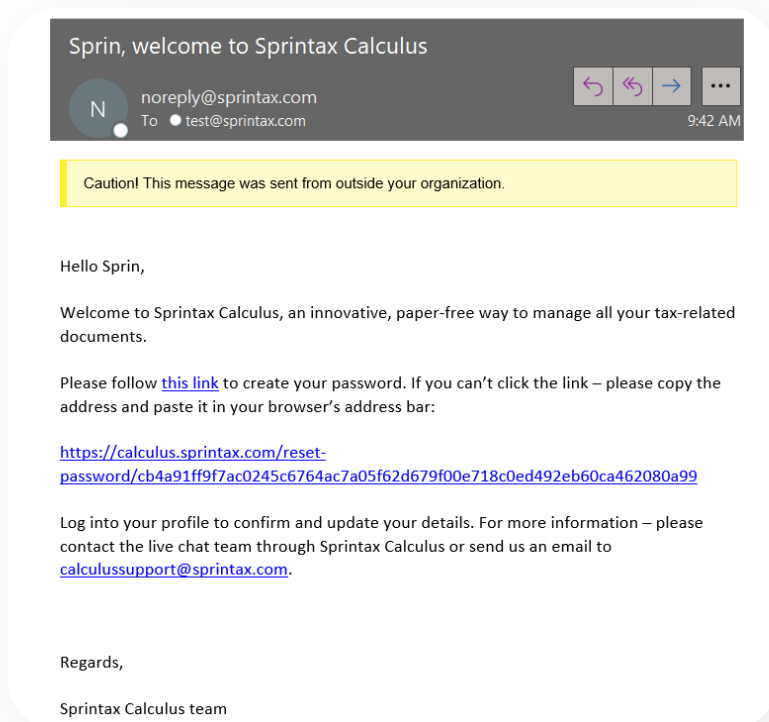 Sprin, welcome to Sprintax Calculus
N
noreply@sprintax.com
To test@sprintax.com
9:42 AM
Caution! This message was sent from outside your organization.
Hello Sprin,
Welcome to Sprintax Calculus, an innovative, paper-free way to manage all your tax-related
documents.
Please follow this link to create your password. If you can’t click the link – please copy the
address and paste it in your browser’s address bar:
https://calculus.sprintax.com/reset-
password/cb4a91ff9f7ac0245c6764ac7a05f62d679f00e718c0ed492eb60ca462080a99
Log into your profile to confirm and update your details. For more information – please
contact the live chat team through Sprintax Calculus or send us an email to
calculussupport@sprintax.com.
Regards,
Sprintax Calculus team